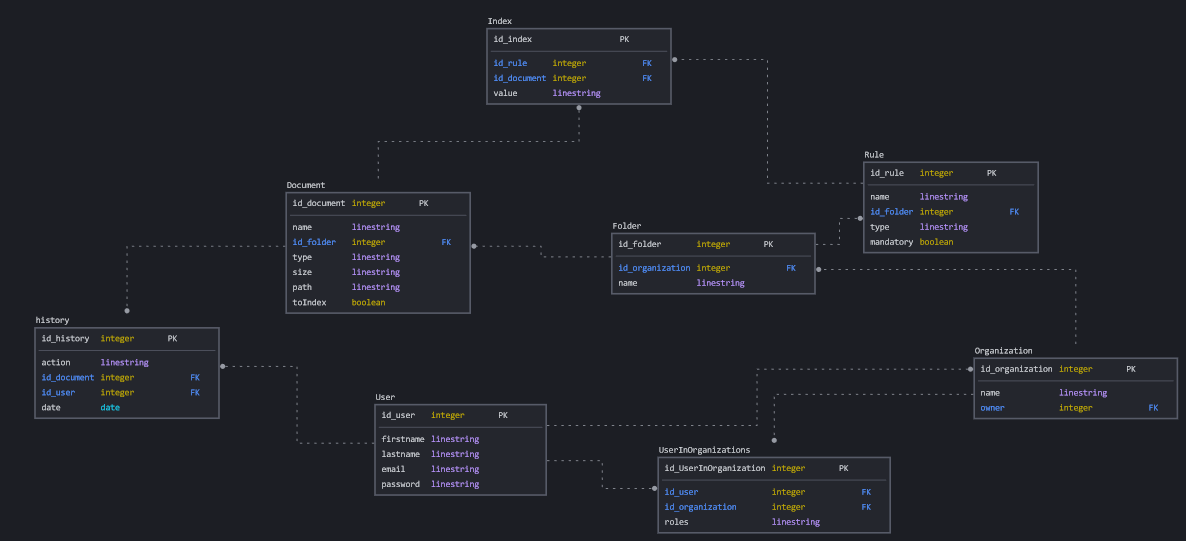 Index
id_index PK
id_rule integer FK
id_document integer FK
value linestring
Rule
id_rule integer PK
name linestring
id_folder integer FK
type linestring
mandatory boolean
Document
id_document integer PK
name linestring
id_folder integer FK
type linestring
size linestring
path linestring
toIndex boolean
Folder
id_folder integer PK
id_organization integer FK
name linestring
history
id_history integer PK
action linestring
id_document integer FK
id_user integer FK
date date
Organization
id_organization integer PK
name linestring
owner integer FK
User
id_user integer PK
firstname linestring
lastname linestring
email linestring
password linestring
UserInOrganizations
id_UserInOrganization integer PK
id_user integer FK
id_organization integer FK
roles linestring